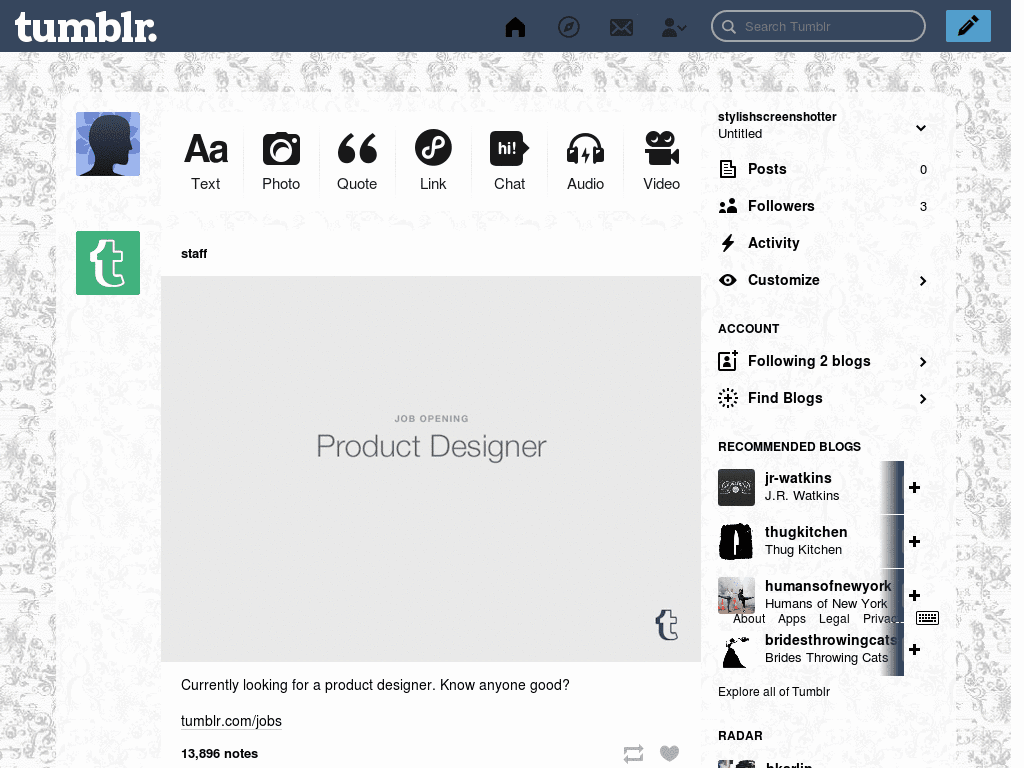 tumblr.
Search Tumblr
Aa
Text
Photo
Quote
Link
hi!
Chat
Audio
Video
staff
JOB OPENING
Product Designer
Currently looking for a product designer. Know anyone good?
tumblr.com/jobs
13,896 notes
stylishscreenshotter
Untitled
Posts 0
Followers 3
Activity
Customize
ACCOUNT
Following 2 blogs
Find Blogs
RECOMMENDED BLOGS
jr-watkins
J.R. Watkins
thugkitchen
Thug Kitchen
humansofnewyork
Humans of New York
About Apps Legal
bridesthrowingcats
Brides Throwing Cats
Explore all of Tumblr
RADAR